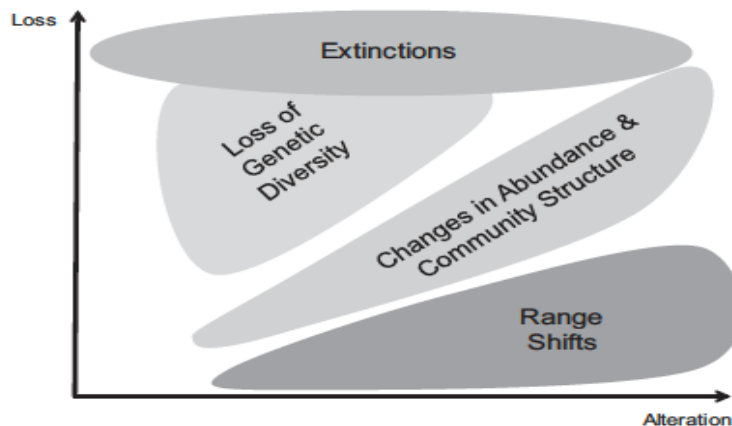 Loss
Extinctions
Loss of
Genetic
Diversity
Changes in Abundance &
Community Structure
Range
Shifts
Alteration